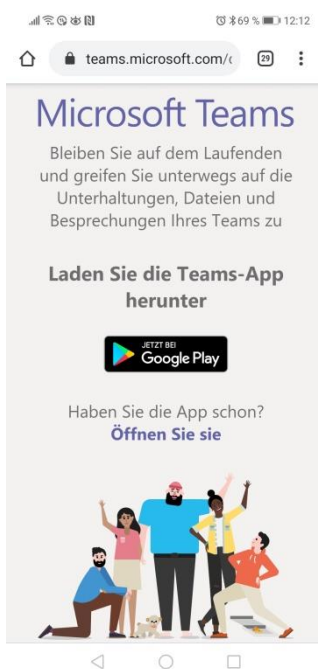 69 % 12:12
teams.microsoft.com/c
29
Microsoft Teams
Bleiben Sie auf dem Laufenden
und greifen Sie unterwegs auf die
Unterhaltungen, Dateien und
Besprechungen Ihres Teams zu
Laden Sie die Teams-App
herunter
JETZT BEI
Google Play
Haben Sie die App schon?
Öffnen Sie sie